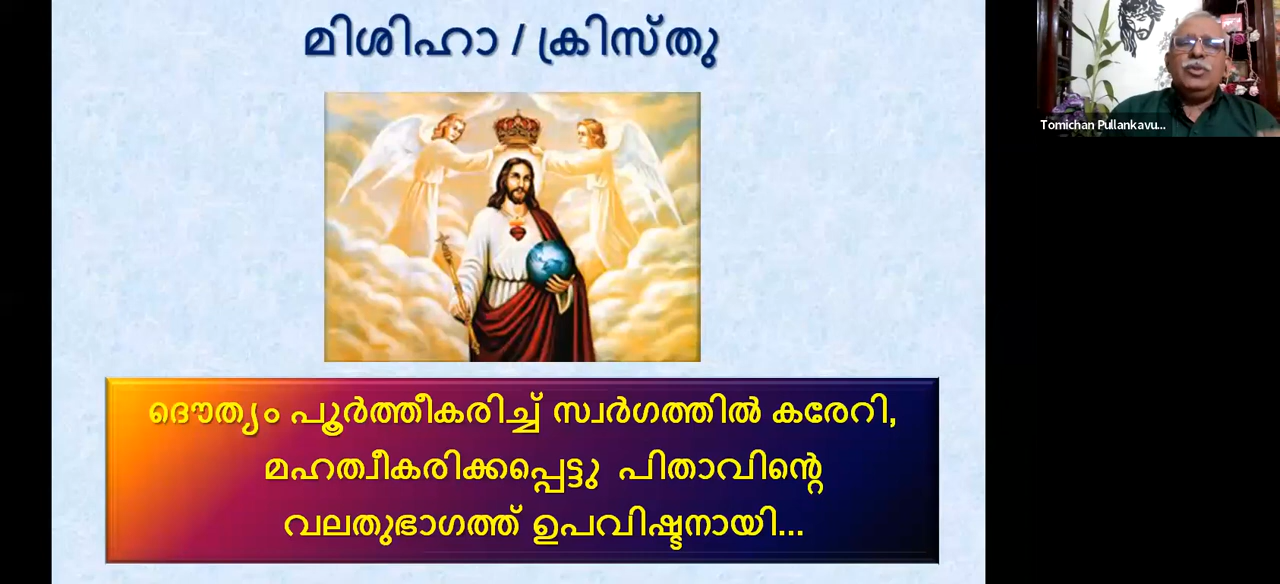 മിശിഹാ / ക്രിസ്തു
ദൌത്യം പൂർത്തീകരിച്ച് സ്വർഗത്തിൽ കരേറി,
മഹത്വീകരിക്കപ്പെട്ടു പിതാവിന്റെ
വലതുഭാഗത്ത് ഉപവിഷ്ടനായി...
Tomichan Pullankavu...